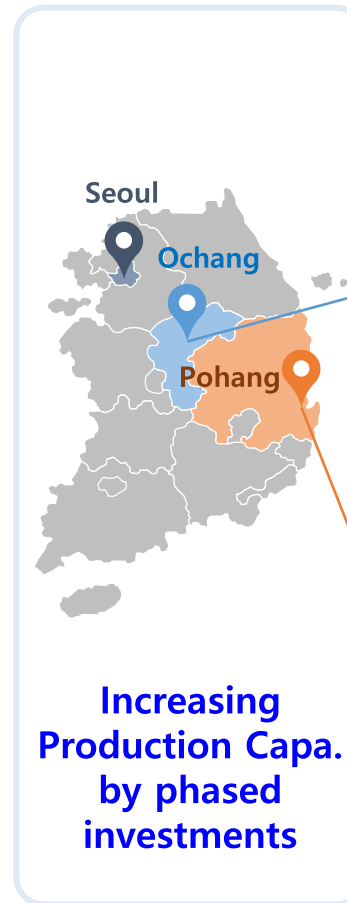 Seoul
Ochang
Pohang
Increasing
Production Capa.
by phased
investments